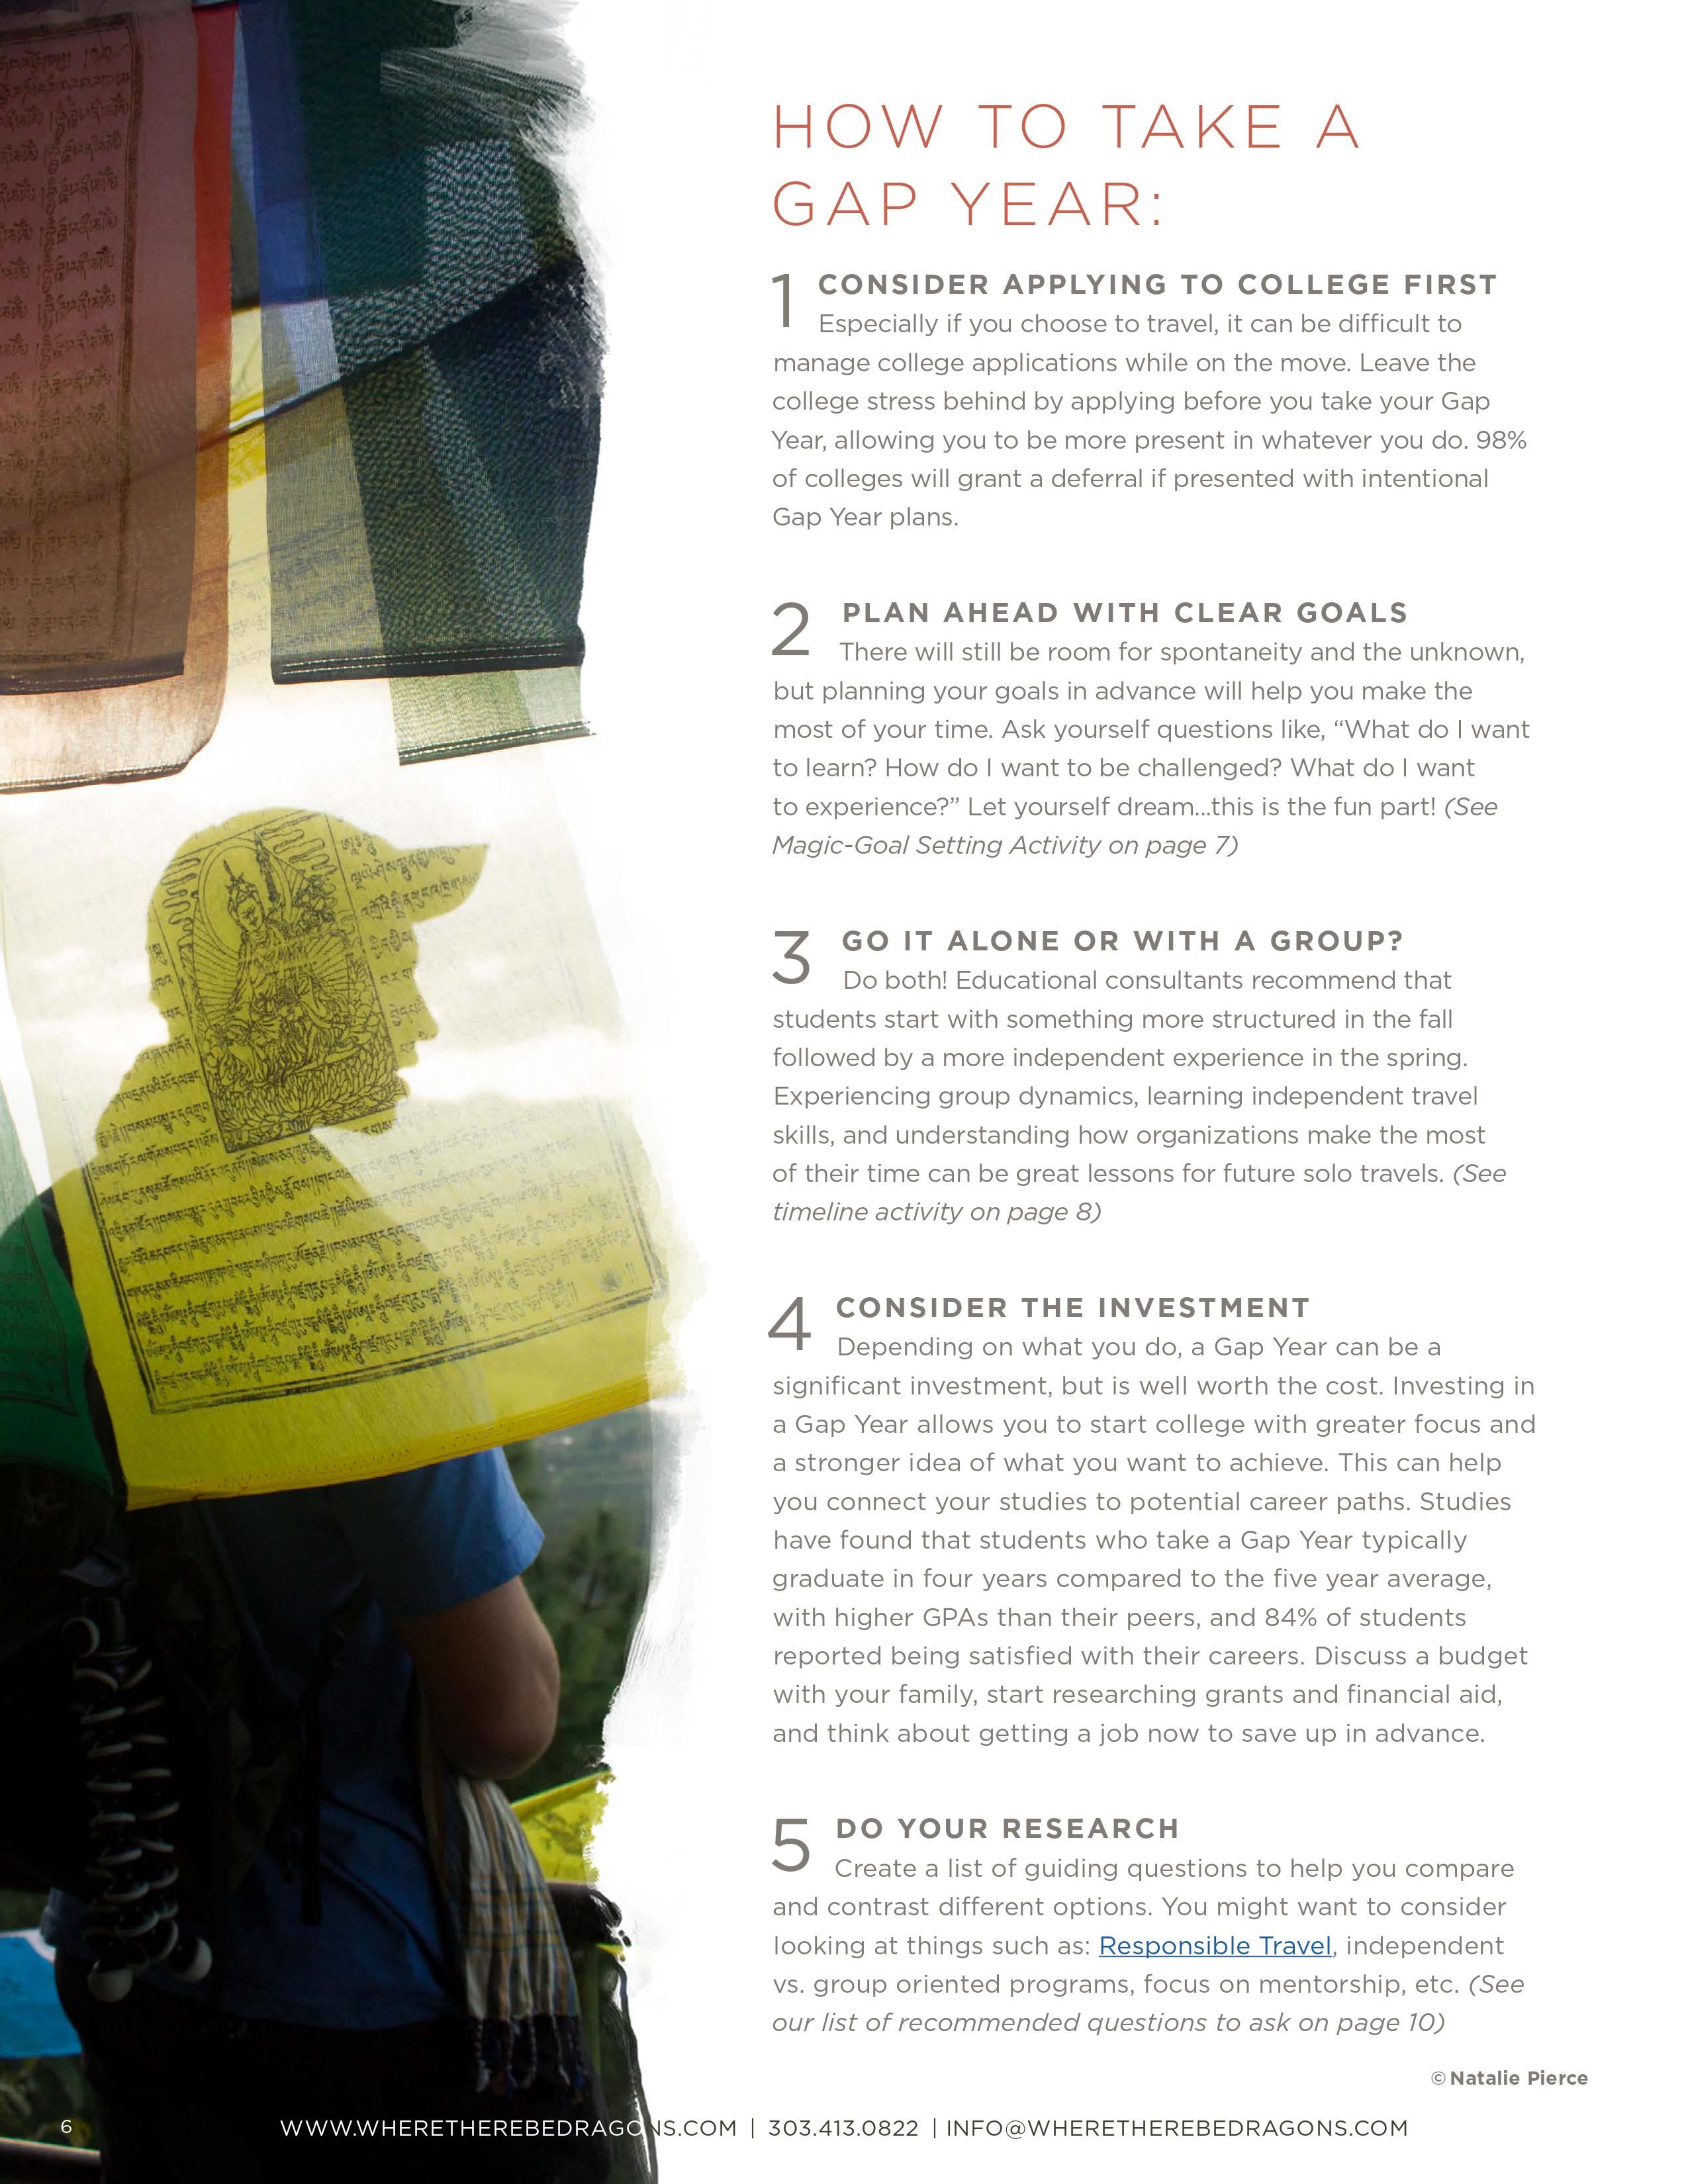 HOW TO TAKE A
GAP YEAR:
1 CONSIDER APPLYING TO COLLEGE FIRST
Especially if you choose to travel, it can be difficult to
manage college applications while on the move. Leave the
college stress behind by applying before you take your Gap
Year, allowing you to be more present in whatever you do. 98%
of colleges will grant a deferral if presented with intentional
Gap Year plans.
2 PLAN AHEAD WITH CLEAR GOALS
There will still be room for spontaneity and the unknown,
but planning your goals in advance will help you make the
most of your time. Ask yourself questions like, “What do I want
to learn? How do I want to be challenged? What do I want
to experience?” Let yourself dream...this is the fun part! (See
Magic-Goal Setting Activity on page 7)
3 GO IT ALONE OR WITH A GROUP?
Do both! Educational consultants recommend that
students start with something more structured in the fall
followed by a more independent experience in the spring.
Experiencing group dynamics, learning independent travel
skills, and understanding how organizations make the most
of their time can be great lessons for future solo travels. (See
timeline activity on page 8)
4 CONSIDER THE INVESTMENT
Depending on what you do, a Gap Year can be a
significant investment, but is well worth the cost. Investing in
a Gap Year allows you to start college with greater focus and
a stronger idea of what you want to achieve. This can help
you connect your studies to potential career paths. Studies
have found that students who take a Gap Year typically
graduate in four years compared to the five year average,
with higher GPAs than their peers, and 84% of students
reported being satisfied with their careers. Discuss a budget
with your family, start researching grants and financial aid,
and think about getting a job now to save up in advance.
5 DO YOUR RESEARCH
Create a list of guiding questions to help you compare
and contrast different options. You might want to consider
looking at things such as: Responsible Travel, independent
vs. group oriented programs, focus on mentorship, etc. (See
our list of recommended questions to ask on page 10)
© Natalie Pierce
6 WWW.WHERETHEREBEDRAGONS.COM | 303.413.0822 | INFO@WHERETHEREBEDRAGONS.COM